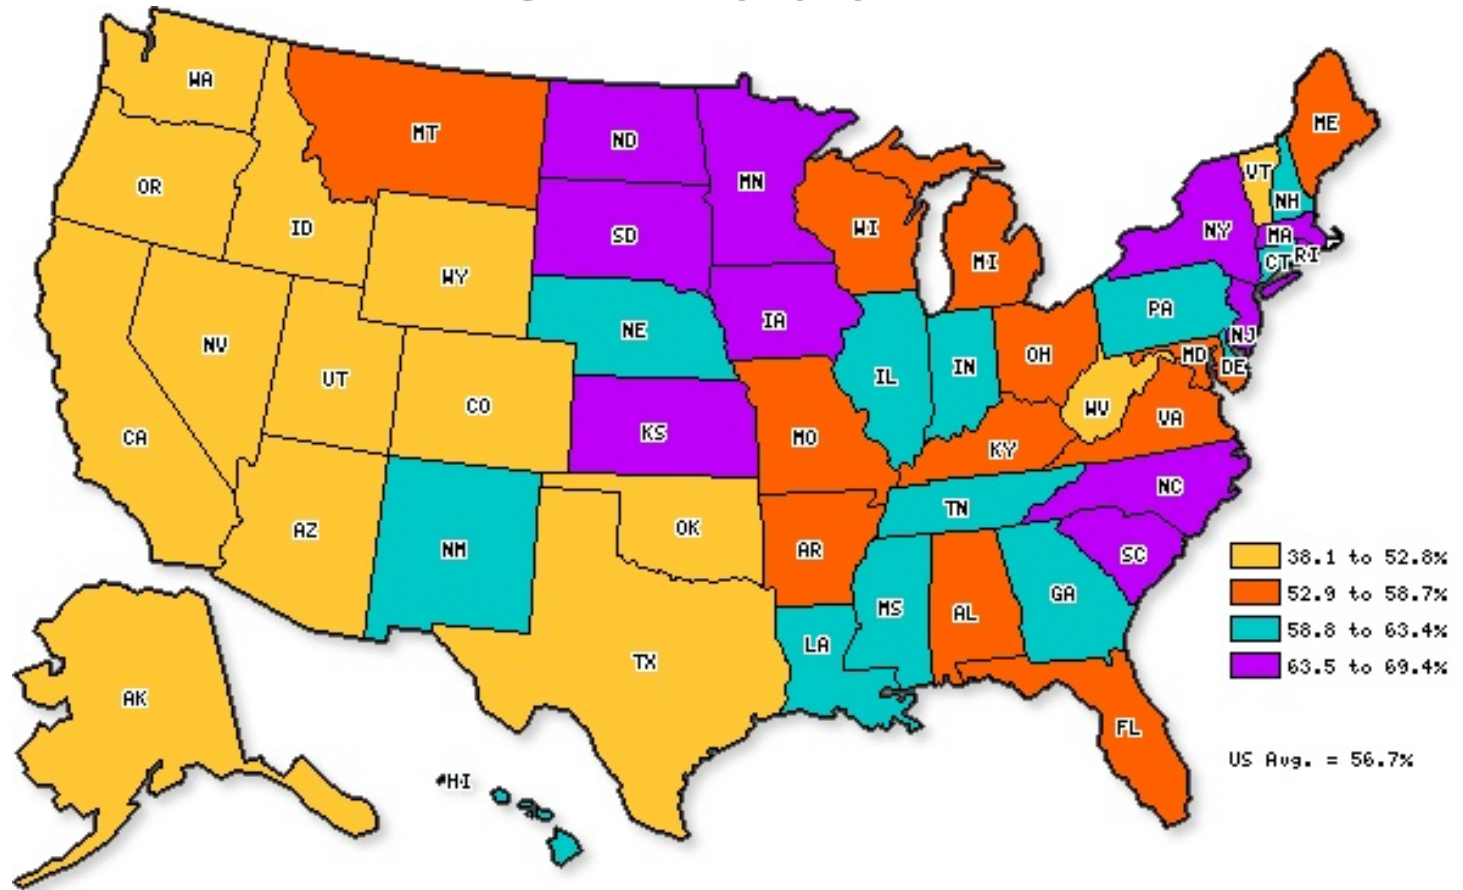 WA
MT
ND
MN
ME
OR
ID
SD
WI
VT
NH
NY
MA
WY
MI
CT
RI
NE
IA
PA
NV
UT
CO
IL
IN
OH
NJ
MD
DE
CA
KS
MO
KY
WV
VA
AZ
NM
OK
AR
TN
NC
SC
TX
LA
MS
AL
GA
FL
AK
HI
38.1 to 52.8%
52.9 to 58.7%
58.8 to 63.4%
63.5 to 69.4%
US Avg. = 56.7%